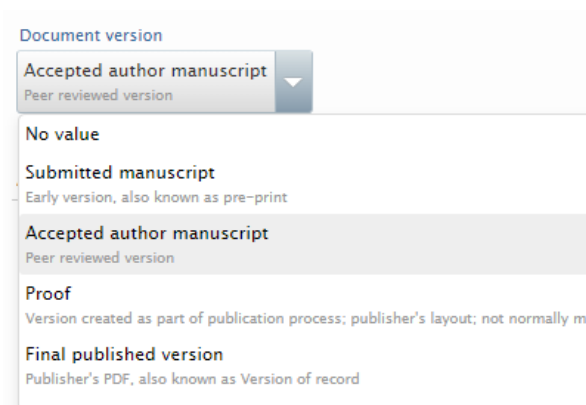 Document version
Accepted author manuscript
Peer reviewed version
No value
Submitted manuscript
Early version, also known as pre-print
Accepted author manuscript
Peer reviewed version
Proof
Version created as part of publication process; publisher's layout; not normally m
Final published version
Publisher's PDF, also known as Version of record